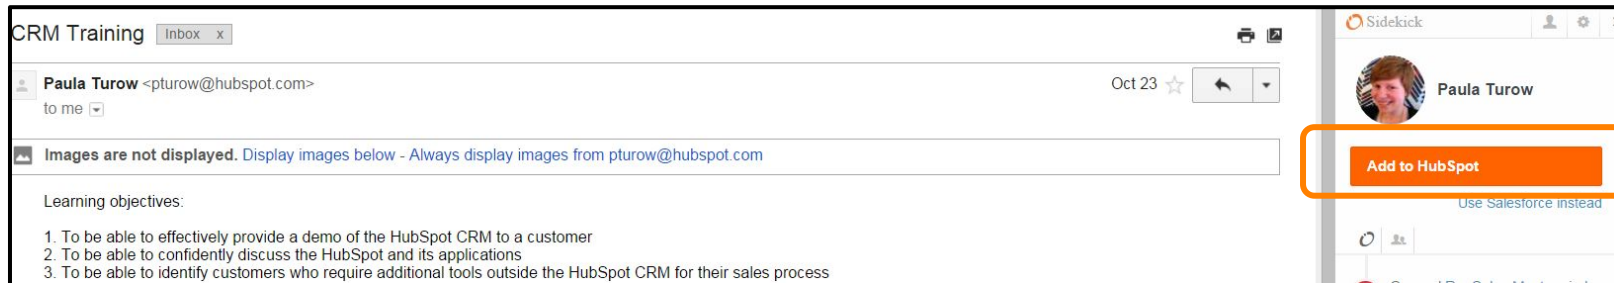 CRM Training Inbox x
Paula Turow <pturow@hubspot.com>
Oct 23
to me
Images are not displayed. Display images below - Always display images from pturow@hubspot.com
Learning objectives:
1. To be able to effectively provide a demo of the HubSpot CRM to a customer
2. To be able to confidently discuss the HubSpot and its applications
3. To be able to identify customers who require additional tools outside the HubSpot CRM for their sales process
Sidekick
Paula Turow
Add to HubSpot
Use Salesforce instead